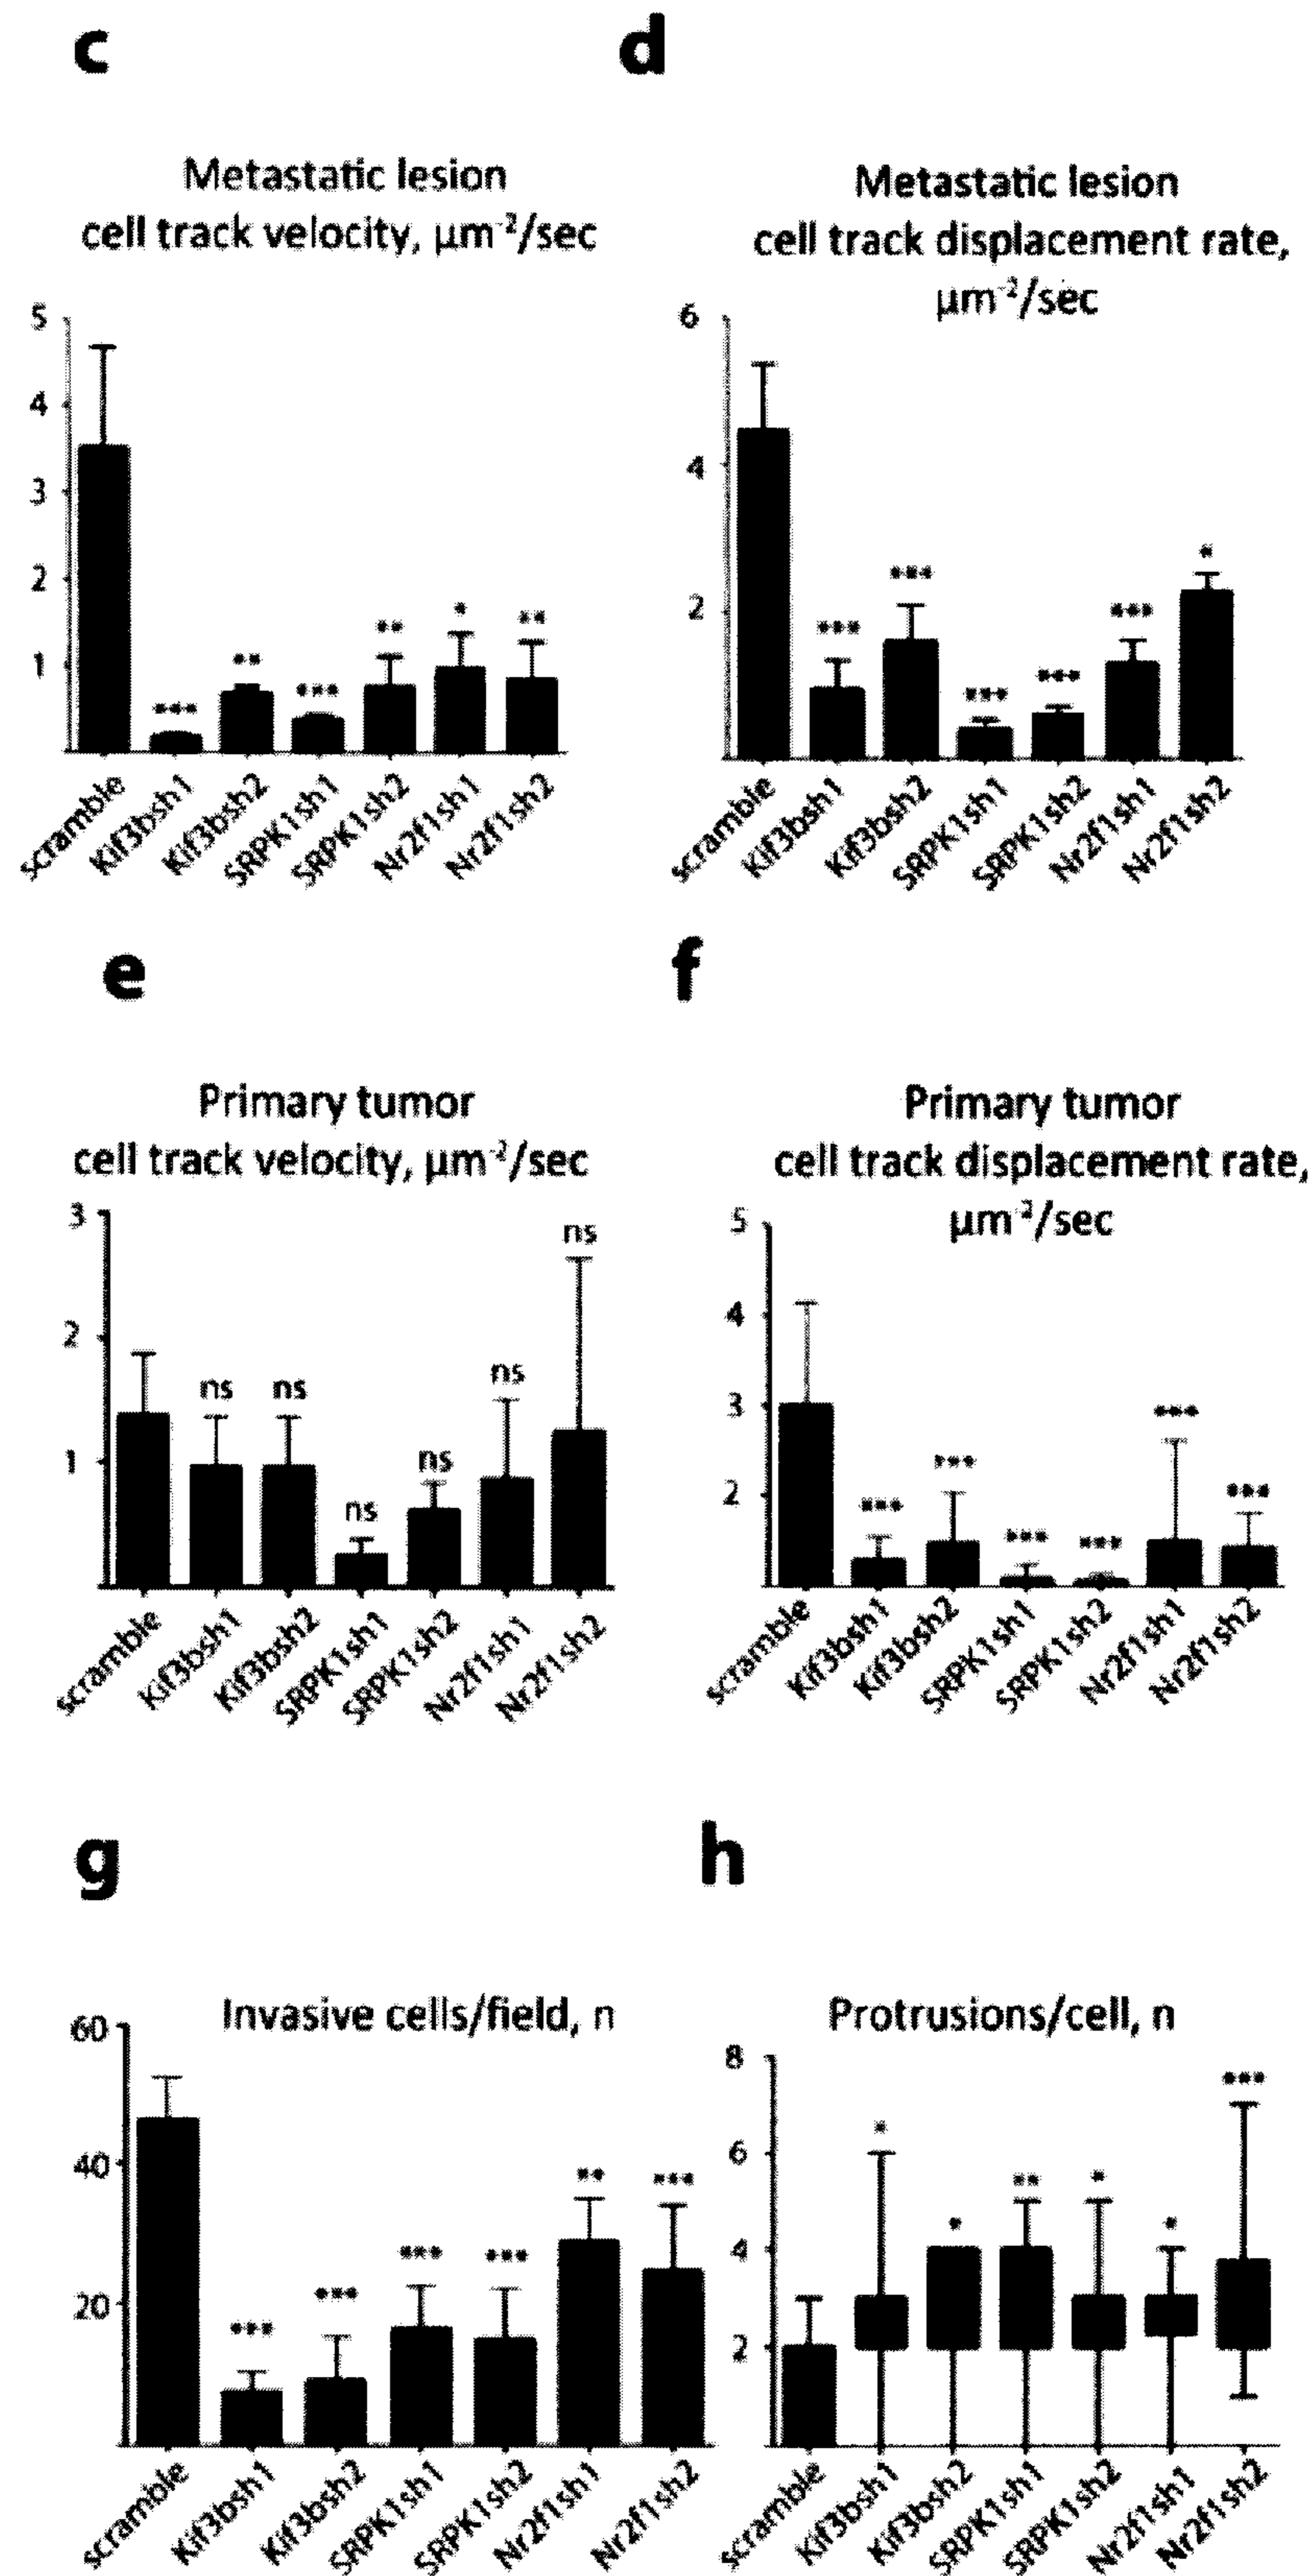 c
Metastatic lesion
cell track velocity, µm⁻²/sec
5
4
3
2
1
***
**
***
**
*
**
scramble
Kif3bsh1
Kif3bsh2
SRPK1sh1
SRPK1sh2
Nr2f1sh1
Nr2f1sh2
d
Metastatic lesion
cell track displacement rate,
µm⁻²/sec
6
4
2
***
***
***
***
***
*
scramble
Kif3bsh1
Kif3bsh2
SRPK1sh1
SRPK1sh2
Nr2f1sh1
Nr2f1sh2
e
Primary tumor
cell track velocity, µm⁻²/sec
3
2
1
ns
ns
ns
ns
ns
ns
scramble
Kif3bsh1
Kif3bsh2
SRPK1sh1
SRPK1sh2
Nr2f1sh1
Nr2f1sh2
f
Primary tumor
cell track displacement rate,
µm⁻²/sec
5
4
3
2
***
***
***
***
***
***
scramble
Kif3bsh1
Kif3bsh2
SRPK1sh1
SRPK1sh2
Nr2f1sh1
Nr2f1sh2
g
Invasive cells/field, n
60
40
20
***
***
***
***
**
***
scramble
Kif3bsh1
Kif3bsh2
SRPK1sh1
SRPK1sh2
Nr2f1sh1
Nr2f1sh2
h
Protrusions/cell, n
8
6
4
2
*
*
**
*
*
***
scramble
Kif3bsh1
Kif3bsh2
SRPK1sh1
SRPK1sh2
Nr2f1sh1
Nr2f1sh2